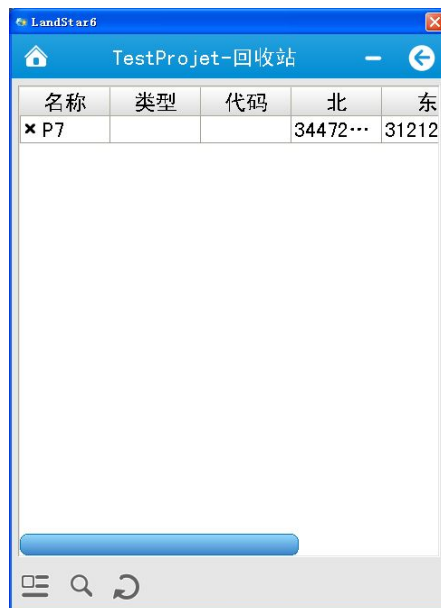 LandStar6
TestProjet-回收站
名称 类型 代码 北 东
× P7 34472… 31212